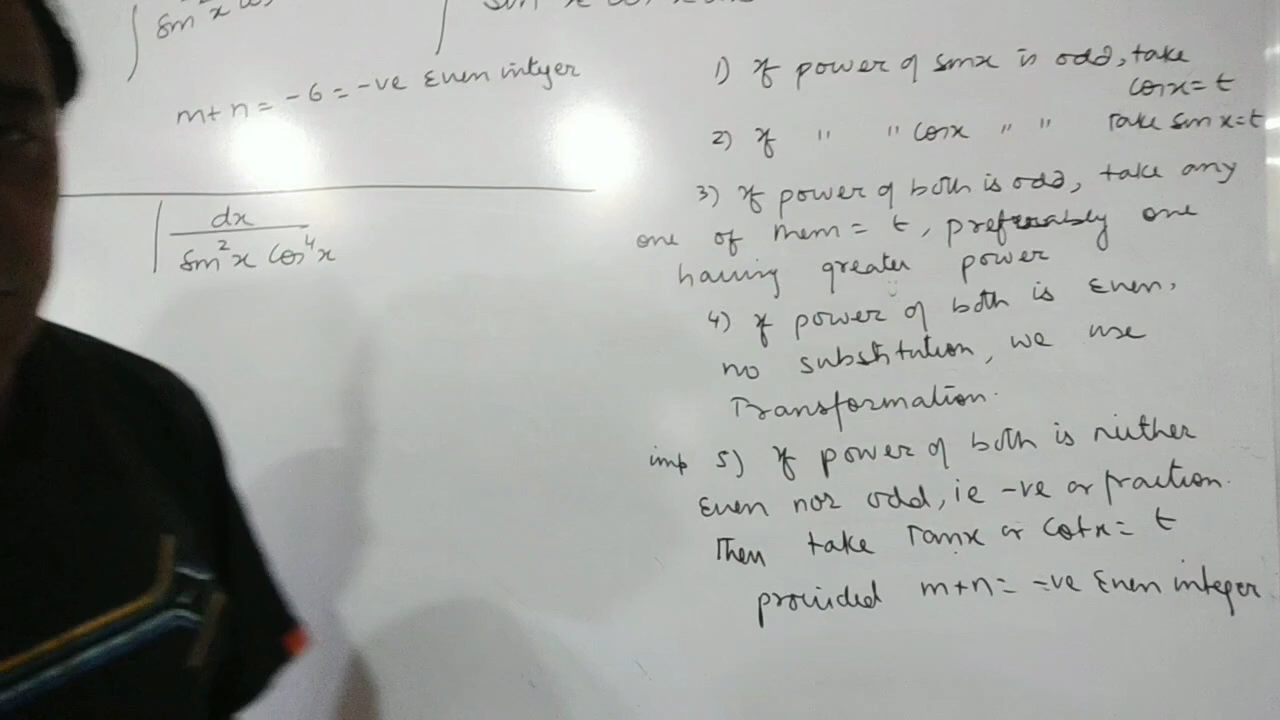 ∫ sin²x
m+n = -6 = -ve Even integer
∫ dx / sin²x cos⁴x
1) If power of sinx is odd, take
cosx = t
2) If " " cosx " " Take sin x=t
3) If power of both is odd, take any
one of them = t, preferably one
having greater power
4) If power of both is Even,
no substitution, we use
Transformation.
imp 5) If power of both is niether
Even nor odd, ie -ve or fraction.
Then take Tanx or Cotx = t
provided m+n = -ve Even integer